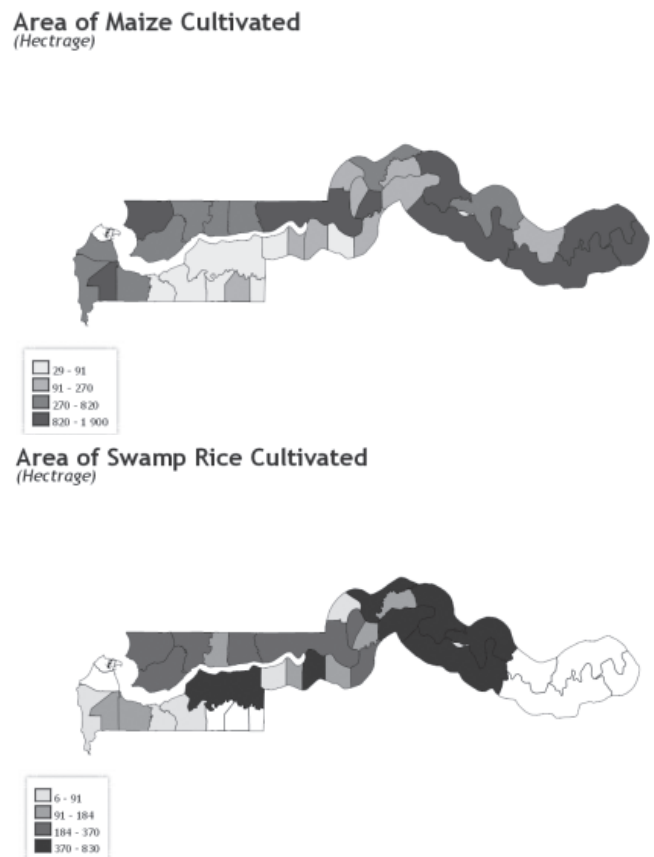 Area of Maize Cultivated
(Hectrage)
29 - 91
91 - 270
270 - 820
820 - 1 900
Area of Swamp Rice Cultivated
(Hectrage)
6 - 91
91 - 184
184 - 370
370 - 830